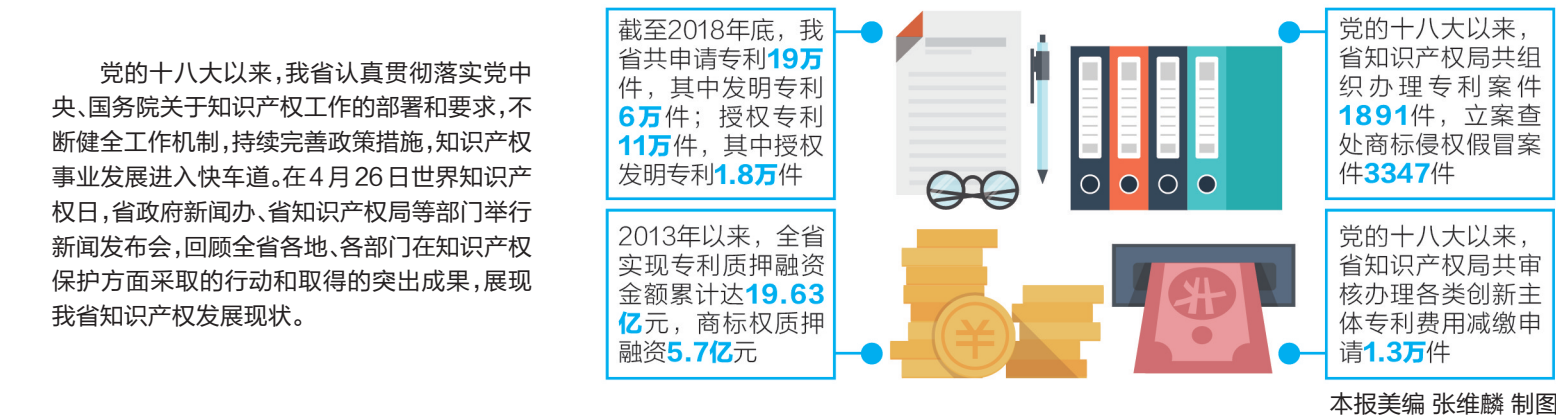 党的十八大以来,我省认真贯彻落实党中
央、国务院关于知识产权工作的部署和要求,不
断健全工作机制,持续完善政策措施,知识产权
事业发展进入快车道。在4月26日世界知识产
权日,省政府新闻办、省知识产权局等部门举行
新闻发布会,回顾全省各地、各部门在知识产权
保护方面采取的行动和取得的突出成果,展现
我省知识产权发展现状。
截至2018年底，我
省共申请专利19万
件，其中发明专利
6万件；授权专利
11万件，其中授权
发明专利1.8万件
2013年以来，全省
实现专利质押融资
金额累计达19.63
亿元，商标权质押
融资5.7亿元
党的十八大以来，
省知识产权局共组
织办理专利案件
1891件，立案查
处商标侵权假冒案
件3347件
党的十八大以来，
省知识产权局共审
核办理各类创新主
体专利费用减缴申
请1.3万件
本报美编 张维麟 制图